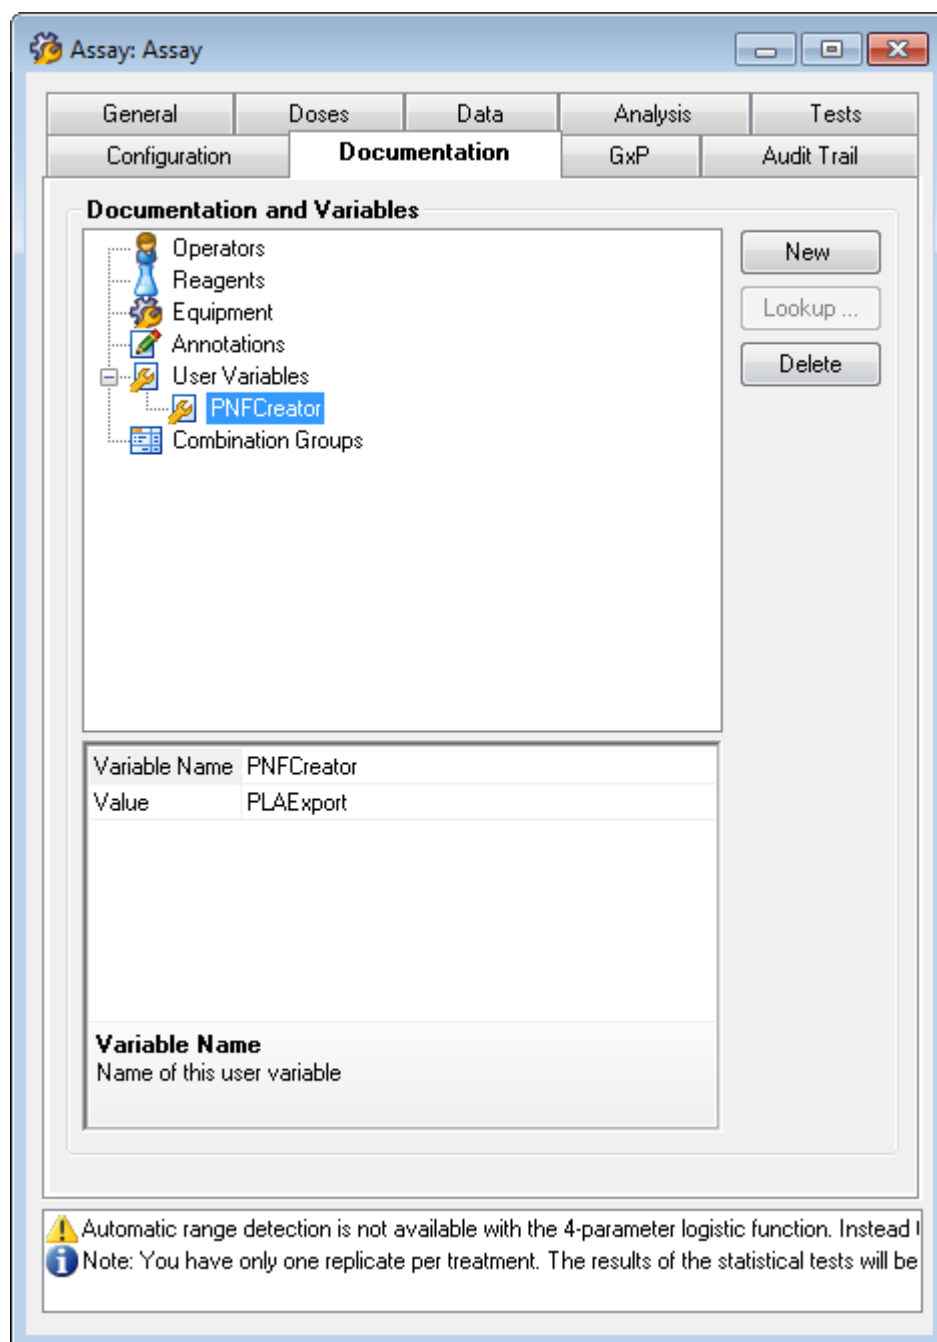 Assay: Assay
General Doses Data Analysis Tests
Configuration Documentation GxP Audit Trail
Documentation and Variables
Operators
Reagents
Equipment
Annotations
User Variables
PNFCreator
Combination Groups
New
Lookup ...
Delete
Variable Name PNFCreator
Value PLAExport
Variable Name
Name of this user variable
Automatic range detection is not available with the 4-parameter logistic function. Instead
Note: You have only one replicate per treatment. The results of the statistical tests will be